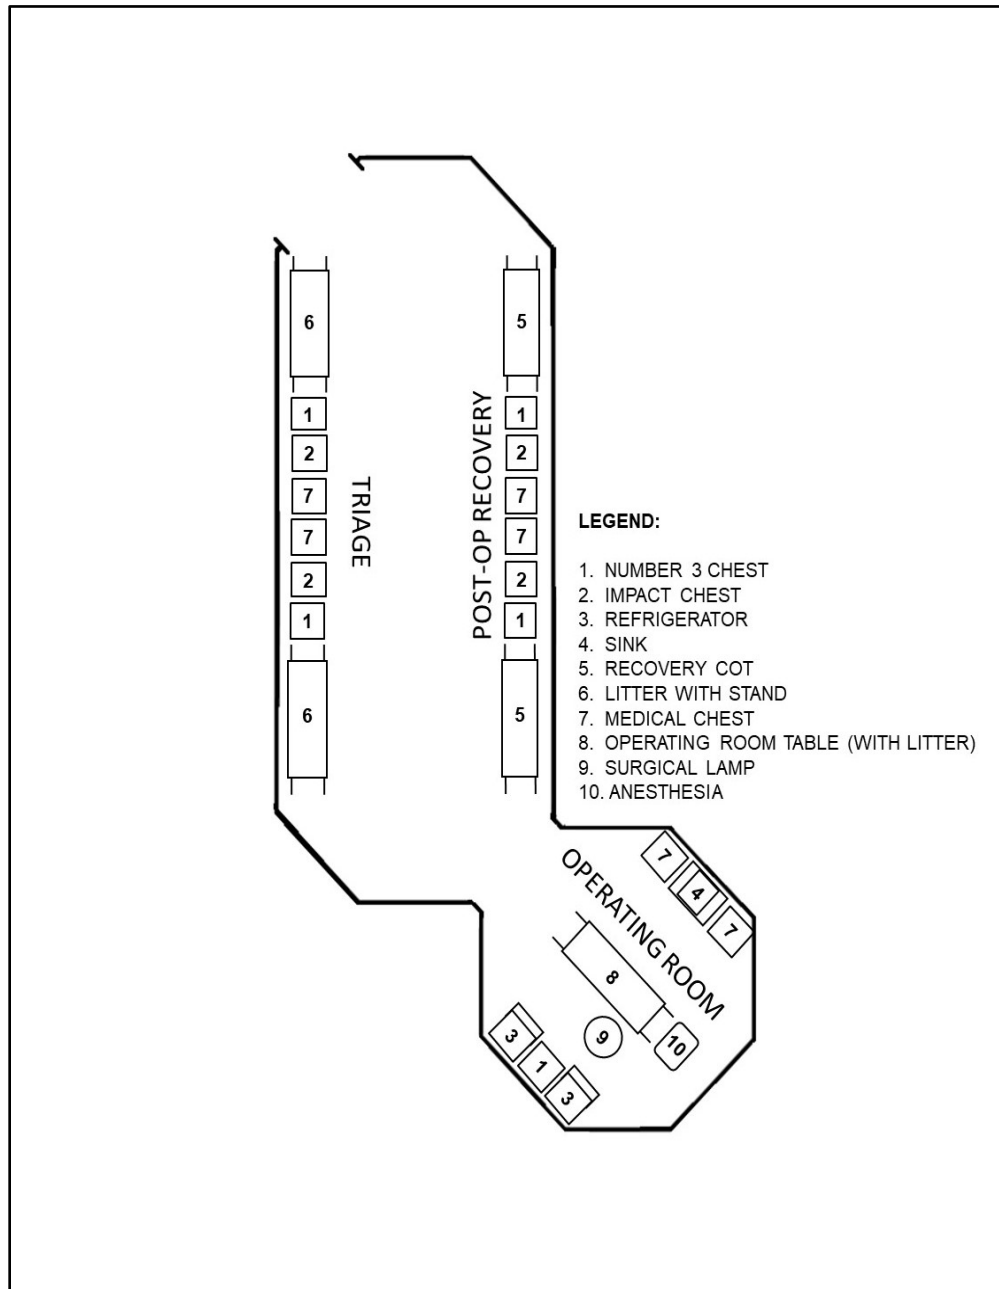 6
1
2
7
7
2
1
6
TRIAGE
5
1
2
7
7
2
1
5
POST-OP RECOVERY
LEGEND:
1. NUMBER 3 CHEST
2. IMPACT CHEST
3. REFRIGERATOR
4. SINK
5. RECOVERY COT
6. LITTER WITH STAND
7. MEDICAL CHEST
8. OPERATING ROOM TABLE (WITH LITTER)
9. SURGICAL LAMP
10. ANESTHESIA
OPERATING ROOM
7
4
7
8
9
10
3
1
3